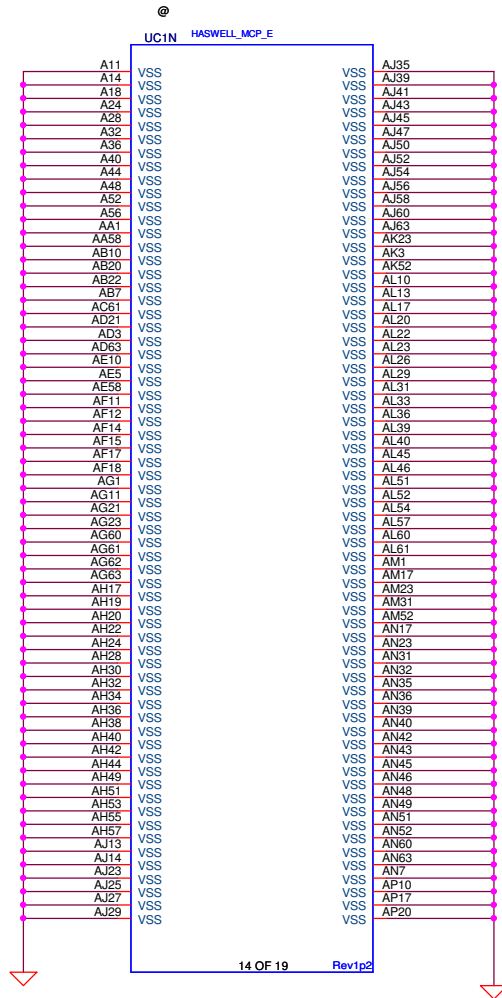 @
UC1N HASWELL_MCP_E
A11 VSS VSS AJ35
A14 VSS VSS AJ39
A18 VSS VSS AJ41
A24 VSS VSS AJ43
A28 VSS VSS AJ45
A32 VSS VSS AJ47
A36 VSS VSS AJ50
A40 VSS VSS AJ52
A44 VSS VSS AJ54
A48 VSS VSS AJ56
A52 VSS VSS AJ58
A56 VSS VSS AJ60
AA1 VSS VSS AJ63
AA58 VSS VSS AK23
AB10 VSS VSS AK3
AB20 VSS VSS AK52
AB22 VSS VSS AL10
AB7 VSS VSS AL13
AC61 VSS VSS AL17
AD21 VSS VSS AL20
AD3 VSS VSS AL22
AD63 VSS VSS AL23
AE10 VSS VSS AL26
AE5 VSS VSS AL29
AE58 VSS VSS AL31
AF11 VSS VSS AL33
AF12 VSS VSS AL36
AF14 VSS VSS AL39
AF15 VSS VSS AL40
AF17 VSS VSS AL45
AF18 VSS VSS AL46
AG1 VSS VSS AL51
AG11 VSS VSS AL52
AG21 VSS VSS AL54
AG23 VSS VSS AL57
AG60 VSS VSS AL60
AG61 VSS VSS AL61
AG62 VSS VSS AM1
AG63 VSS VSS AM17
AH17 VSS VSS AM23
AH19 VSS VSS AM31
AH20 VSS VSS AM52
AH22 VSS VSS AN17
AH24 VSS VSS AN23
AH28 VSS VSS AN31
AH30 VSS VSS AN32
AH32 VSS VSS AN35
AH34 VSS VSS AN36
AH36 VSS VSS AN39
AH38 VSS VSS AN40
AH40 VSS VSS AN42
AH42 VSS VSS AN43
AH44 VSS VSS AN45
AH49 VSS VSS AN46
AH51 VSS VSS AN48
AH53 VSS VSS AN49
AH55 VSS VSS AN51
AH57 VSS VSS AN52
AJ13 VSS VSS AN60
AJ14 VSS VSS AN63
AJ23 VSS VSS AN7
AJ25 VSS VSS AP10
AJ27 VSS VSS AP17
AJ29 VSS VSS AP20
14 OF 19 Rev1p2